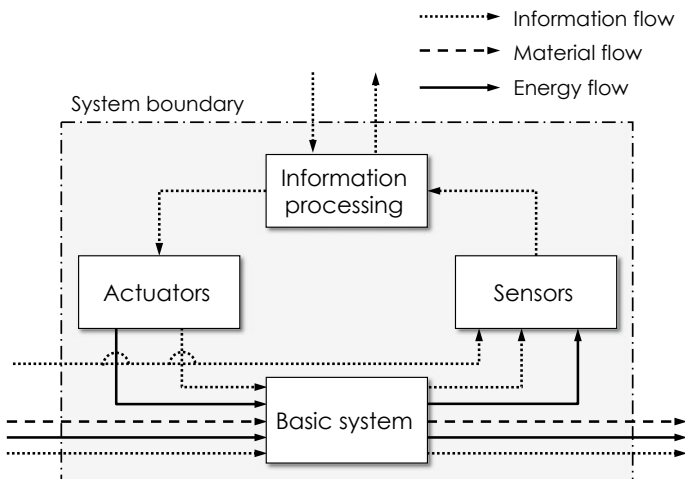 Information flow
Material flow
Energy flow
System boundary
Information
processing
Actuators
Sensors
Basic system